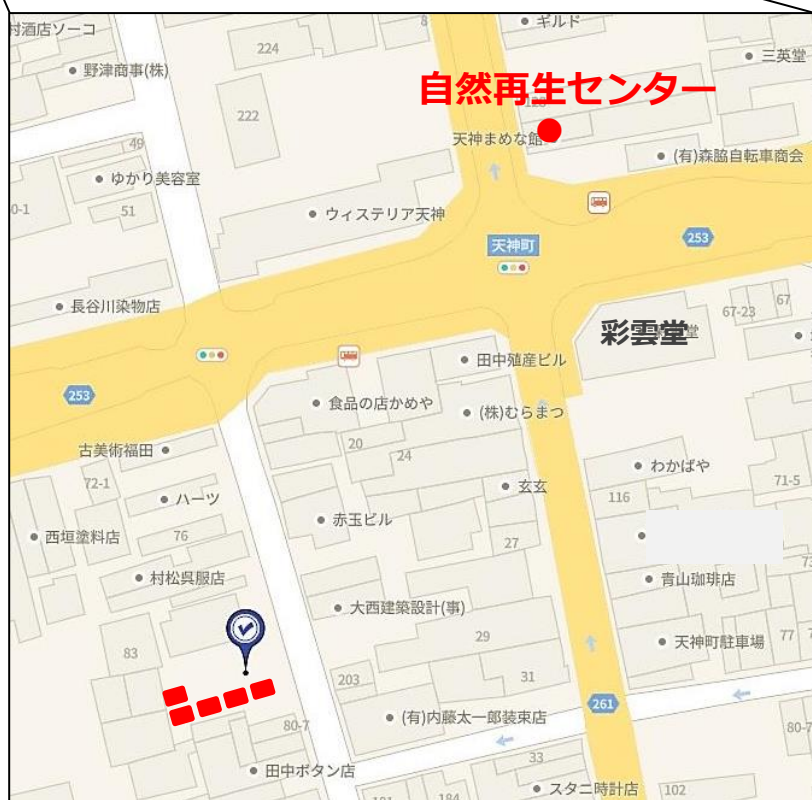 村酒店ソーコ
8
ギルド
224
三英堂
野津商事(株)
自然再生センター
128
222
天神まめな館
49
(有)森脇自転車商会
ゆかり美容室
0-1
51
ウィステリア天神
天神町
253
長谷川染物店
67-23
67
彩雲堂
堂
田中殖産ビル
253
食品の店かめや
(株)むらまつ
古美術福田
20
24
わかばや
72-1
玄玄
71-5
ハーツ
116
赤玉ビル
西垣塗料店
76
27
村松呉服店
青山珈琲店
大西建築設計(事)
29
天神町駐車場
77
83
203
31
261
(有)内藤太一郎装束店
80-7
80-7
田中ボタン店
33
スタニ時計店
102
184